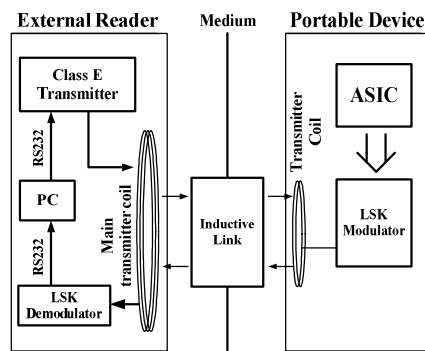 External Reader
Medium
Portable Device
Class E
Transmitter
RS232
PC
RS232
LSK
Demodulator
Main
transmitter coil
Inductive
Link
Transmitter
Coil
ASIC
LSK
Modulator